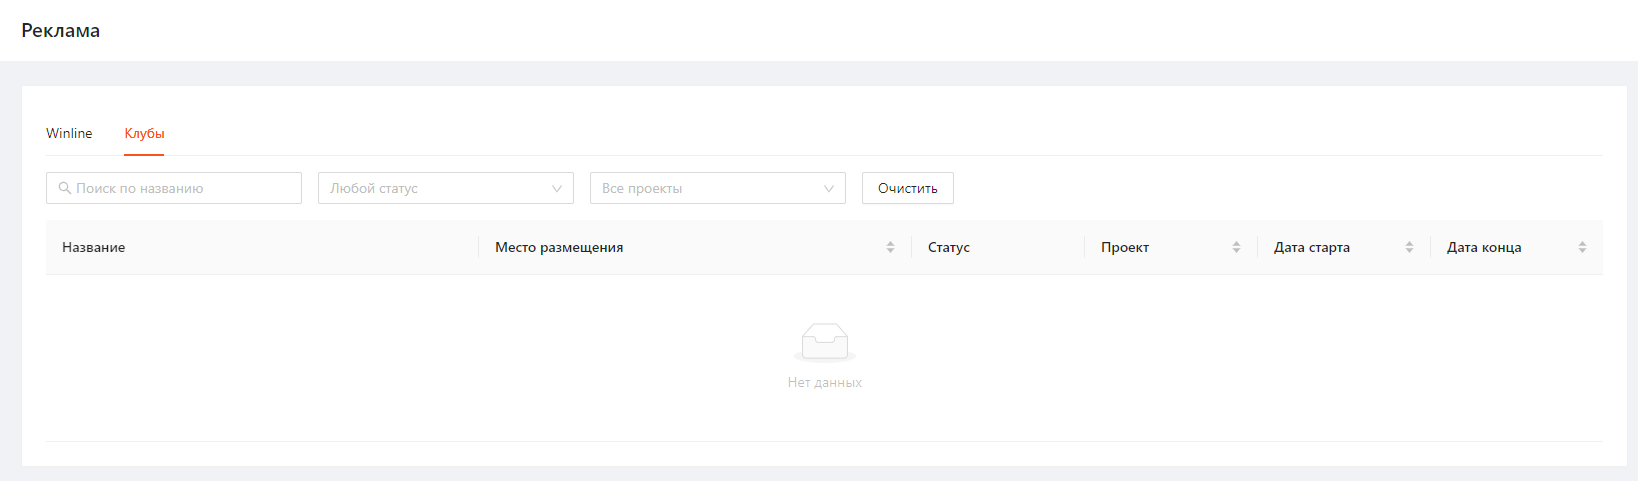 Реклама
Winline Клубы
Поиск по названию Любой статус Все проекты Очистить
Название Место размещения Статус Проект Дата старта Дата конца
Нет данных